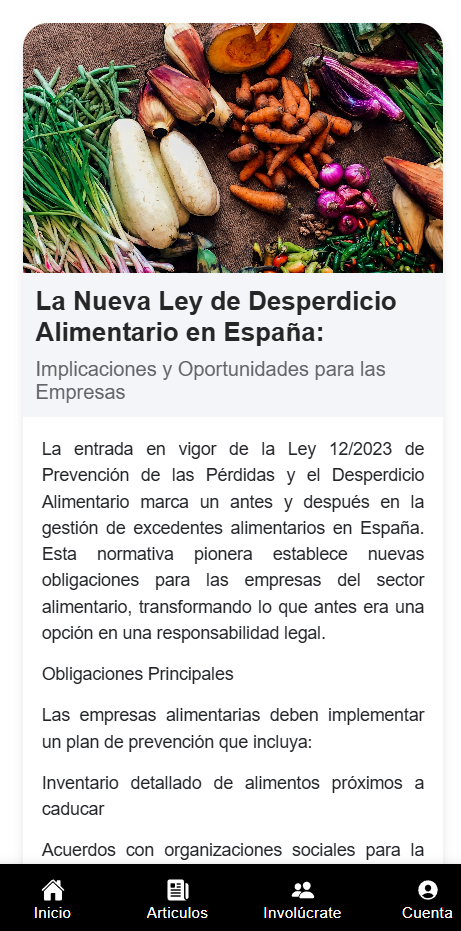 La Nueva Ley de Desperdicio
Alimentario en España:
Implicaciones y Oportunidades para las
Empresas
La entrada en vigor de la Ley 12/2023 de
Prevención de las Pérdidas y el Desperdicio
Alimentario marca un antes y después en la
gestión de excedentes alimentarios en España.
Esta normativa pionera establece nuevas
obligaciones para las empresas del sector
alimentario, transformando lo que antes era una
opción en una responsabilidad legal.
Obligaciones Principales
Las empresas alimentarias deben implementar
un plan de prevención que incluya:
Inventario detallado de alimentos próximos a
caducar
Acuerdos con organizaciones sociales para la
Inicio Articulos Involúcrate Cuenta